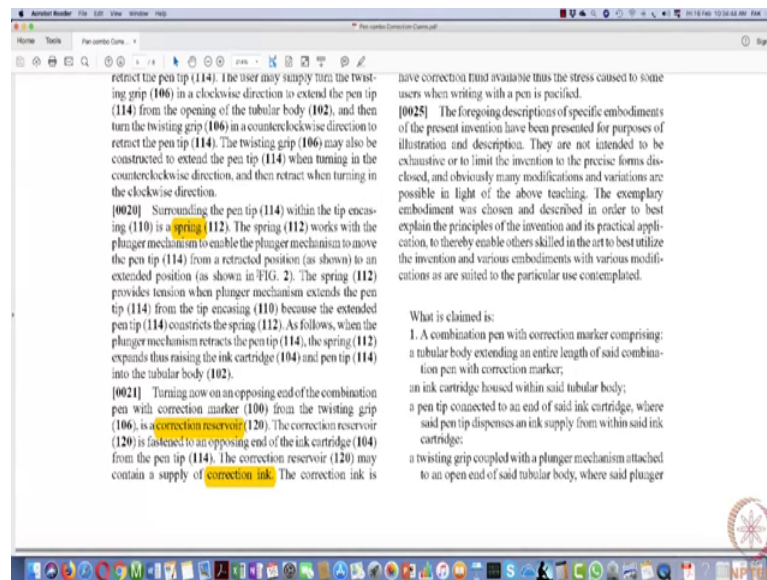 Acrobat Reader File Edit View Window Help
Pen combo Correction Claims.pdf
Home Tools Pen combo Corre... ×
retract the pen tip (114). The user may simply turn the twist-
ing grip (106) in a clockwise direction to extend the pen tip
(114) from the opening of the tubular body (102), and then
turn the twisting grip (106) in a counterclockwise direction to
retract the pen tip (114). The twisting grip (106) may also be
constructed to extend the pen tip (114) when turning in the
counterclockwise direction, and then retract when turning in
the clockwise direction.
[0020] Surrounding the pen tip (114) within the tip encas-
ing (110) is a spring (112). The spring (112) works with the
plunger mechanism to enable the plunger mechanism to move
the pen tip (114) from a retracted position (as shown) to an
extended position (as shown in FIG. 2). The spring (112)
provides tension when plunger mechanism extends the pen
tip (114) from the tip encasing (110) because the extended
pen tip (114) constricts the spring (112). As follows, when the
plunger mechanism retracts the pen tip (114), the spring (112)
expands thus raising the ink cartridge (104) and pen tip (114)
into the tubular body (102).
[0021] Turning now on an opposing end of the combination
pen with correction marker (100) from the twisting grip
(106), is a correction reservoir (120). The correction reservoir
(120) is fastened to an opposing end of the ink cartridge (104)
from the pen tip (114). The correction reservoir (120) may
contain a supply of correction ink. The correction ink is
have correction fluid available thus the stress caused to some
users when writing with a pen is pacified.
[0025] The foregoing descriptions of specific embodiments
of the present invention have been presented for purposes of
illustration and description. They are not intended to be
exhaustive or to limit the invention to the precise forms dis-
closed, and obviously many modifications and variations are
possible in light of the above teaching. The exemplary
embodiment was chosen and described in order to best
explain the principles of the invention and its practical appli-
cation, to thereby enable others skilled in the art to best utilize
the invention and various embodiments with various modifi-
cations as are suited to the particular use contemplated.
What is claimed is:
1. A combination pen with correction marker comprising:
a tubular body extending an entire length of said combina-
tion pen with correction marker;
an ink cartridge housed within said tubular body;
a pen tip connected to an end of said ink cartridge, where
said pen tip dispenses an ink supply from within said ink
cartridge;
a twisting grip coupled with a plunger mechanism attached
to an open end of said tubular body, where said plunger
NPTEL